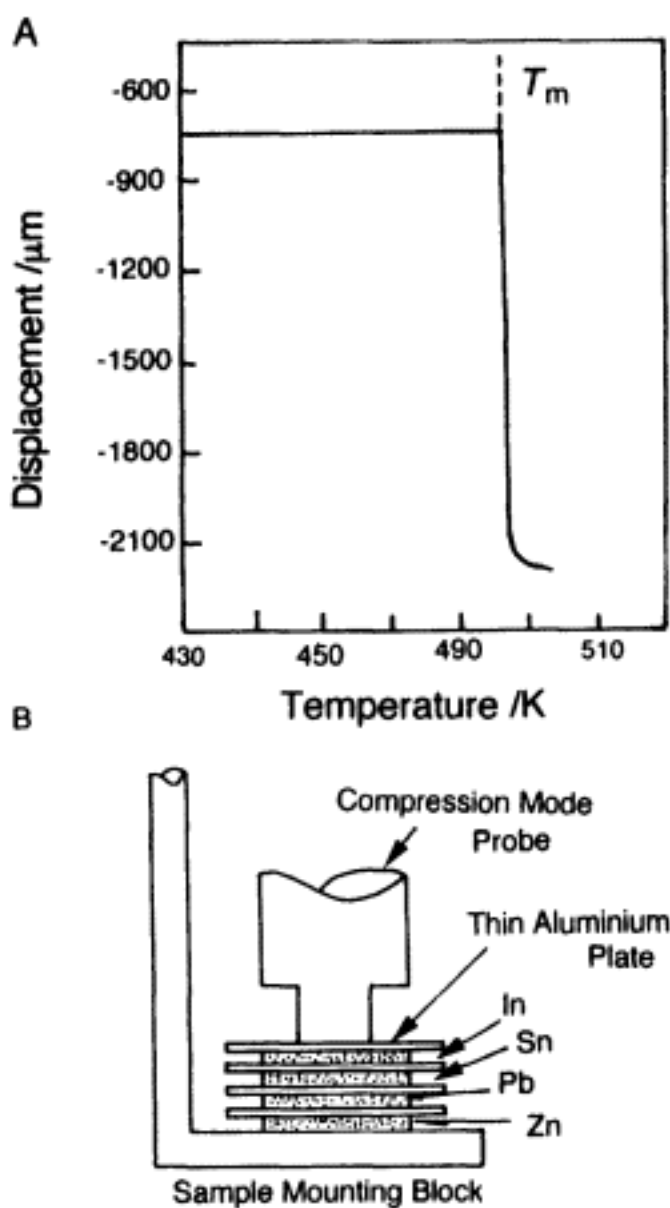 A
-600
-900
-1200
-1500
-1800
-2100
Displacement /μm
Tm
430
450
490
510
Temperature /K
B
Compression Mode
Probe
Thin Aluminium
Plate
In
Sn
Pb
Zn
Sample Mounting Block